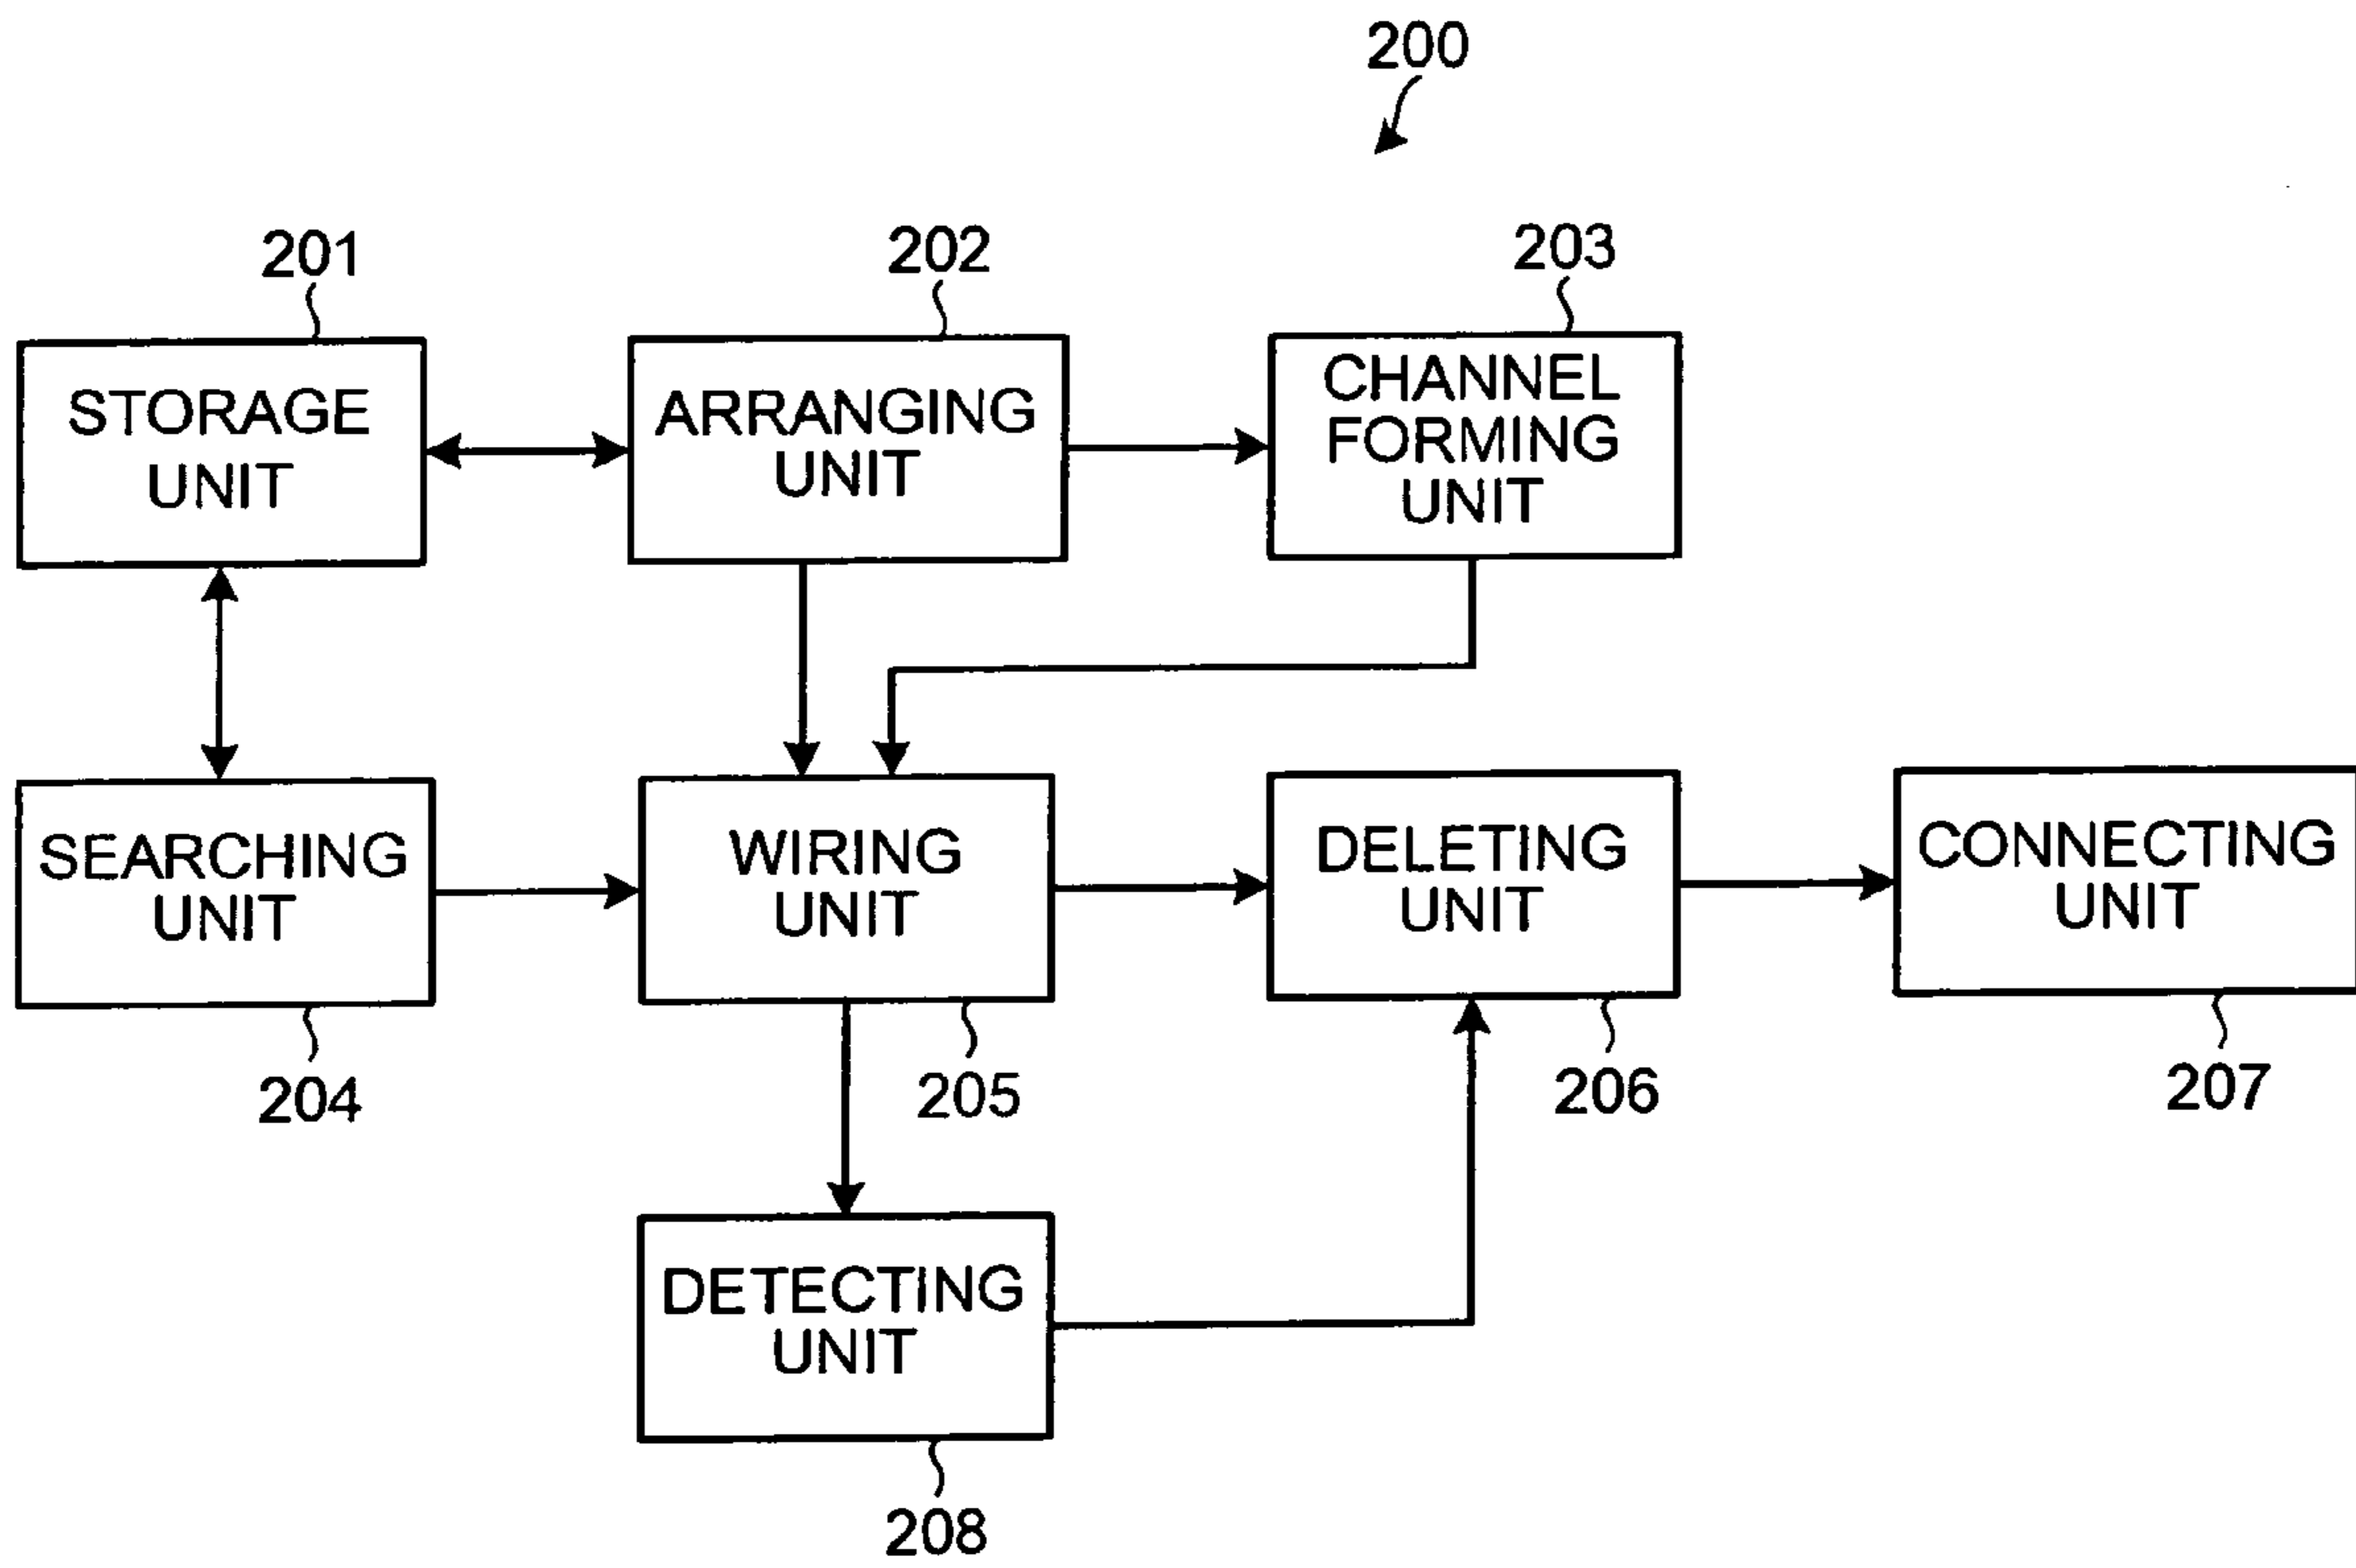 200
201
202
203
STORAGE
UNIT
ARRANGING
UNIT
CHANNEL
FORMING
UNIT
SEARCHING
UNIT
WIRING
UNIT
DELETING
UNIT
CONNECTING
UNIT
204
205
206
207
DETECTING
UNIT
208